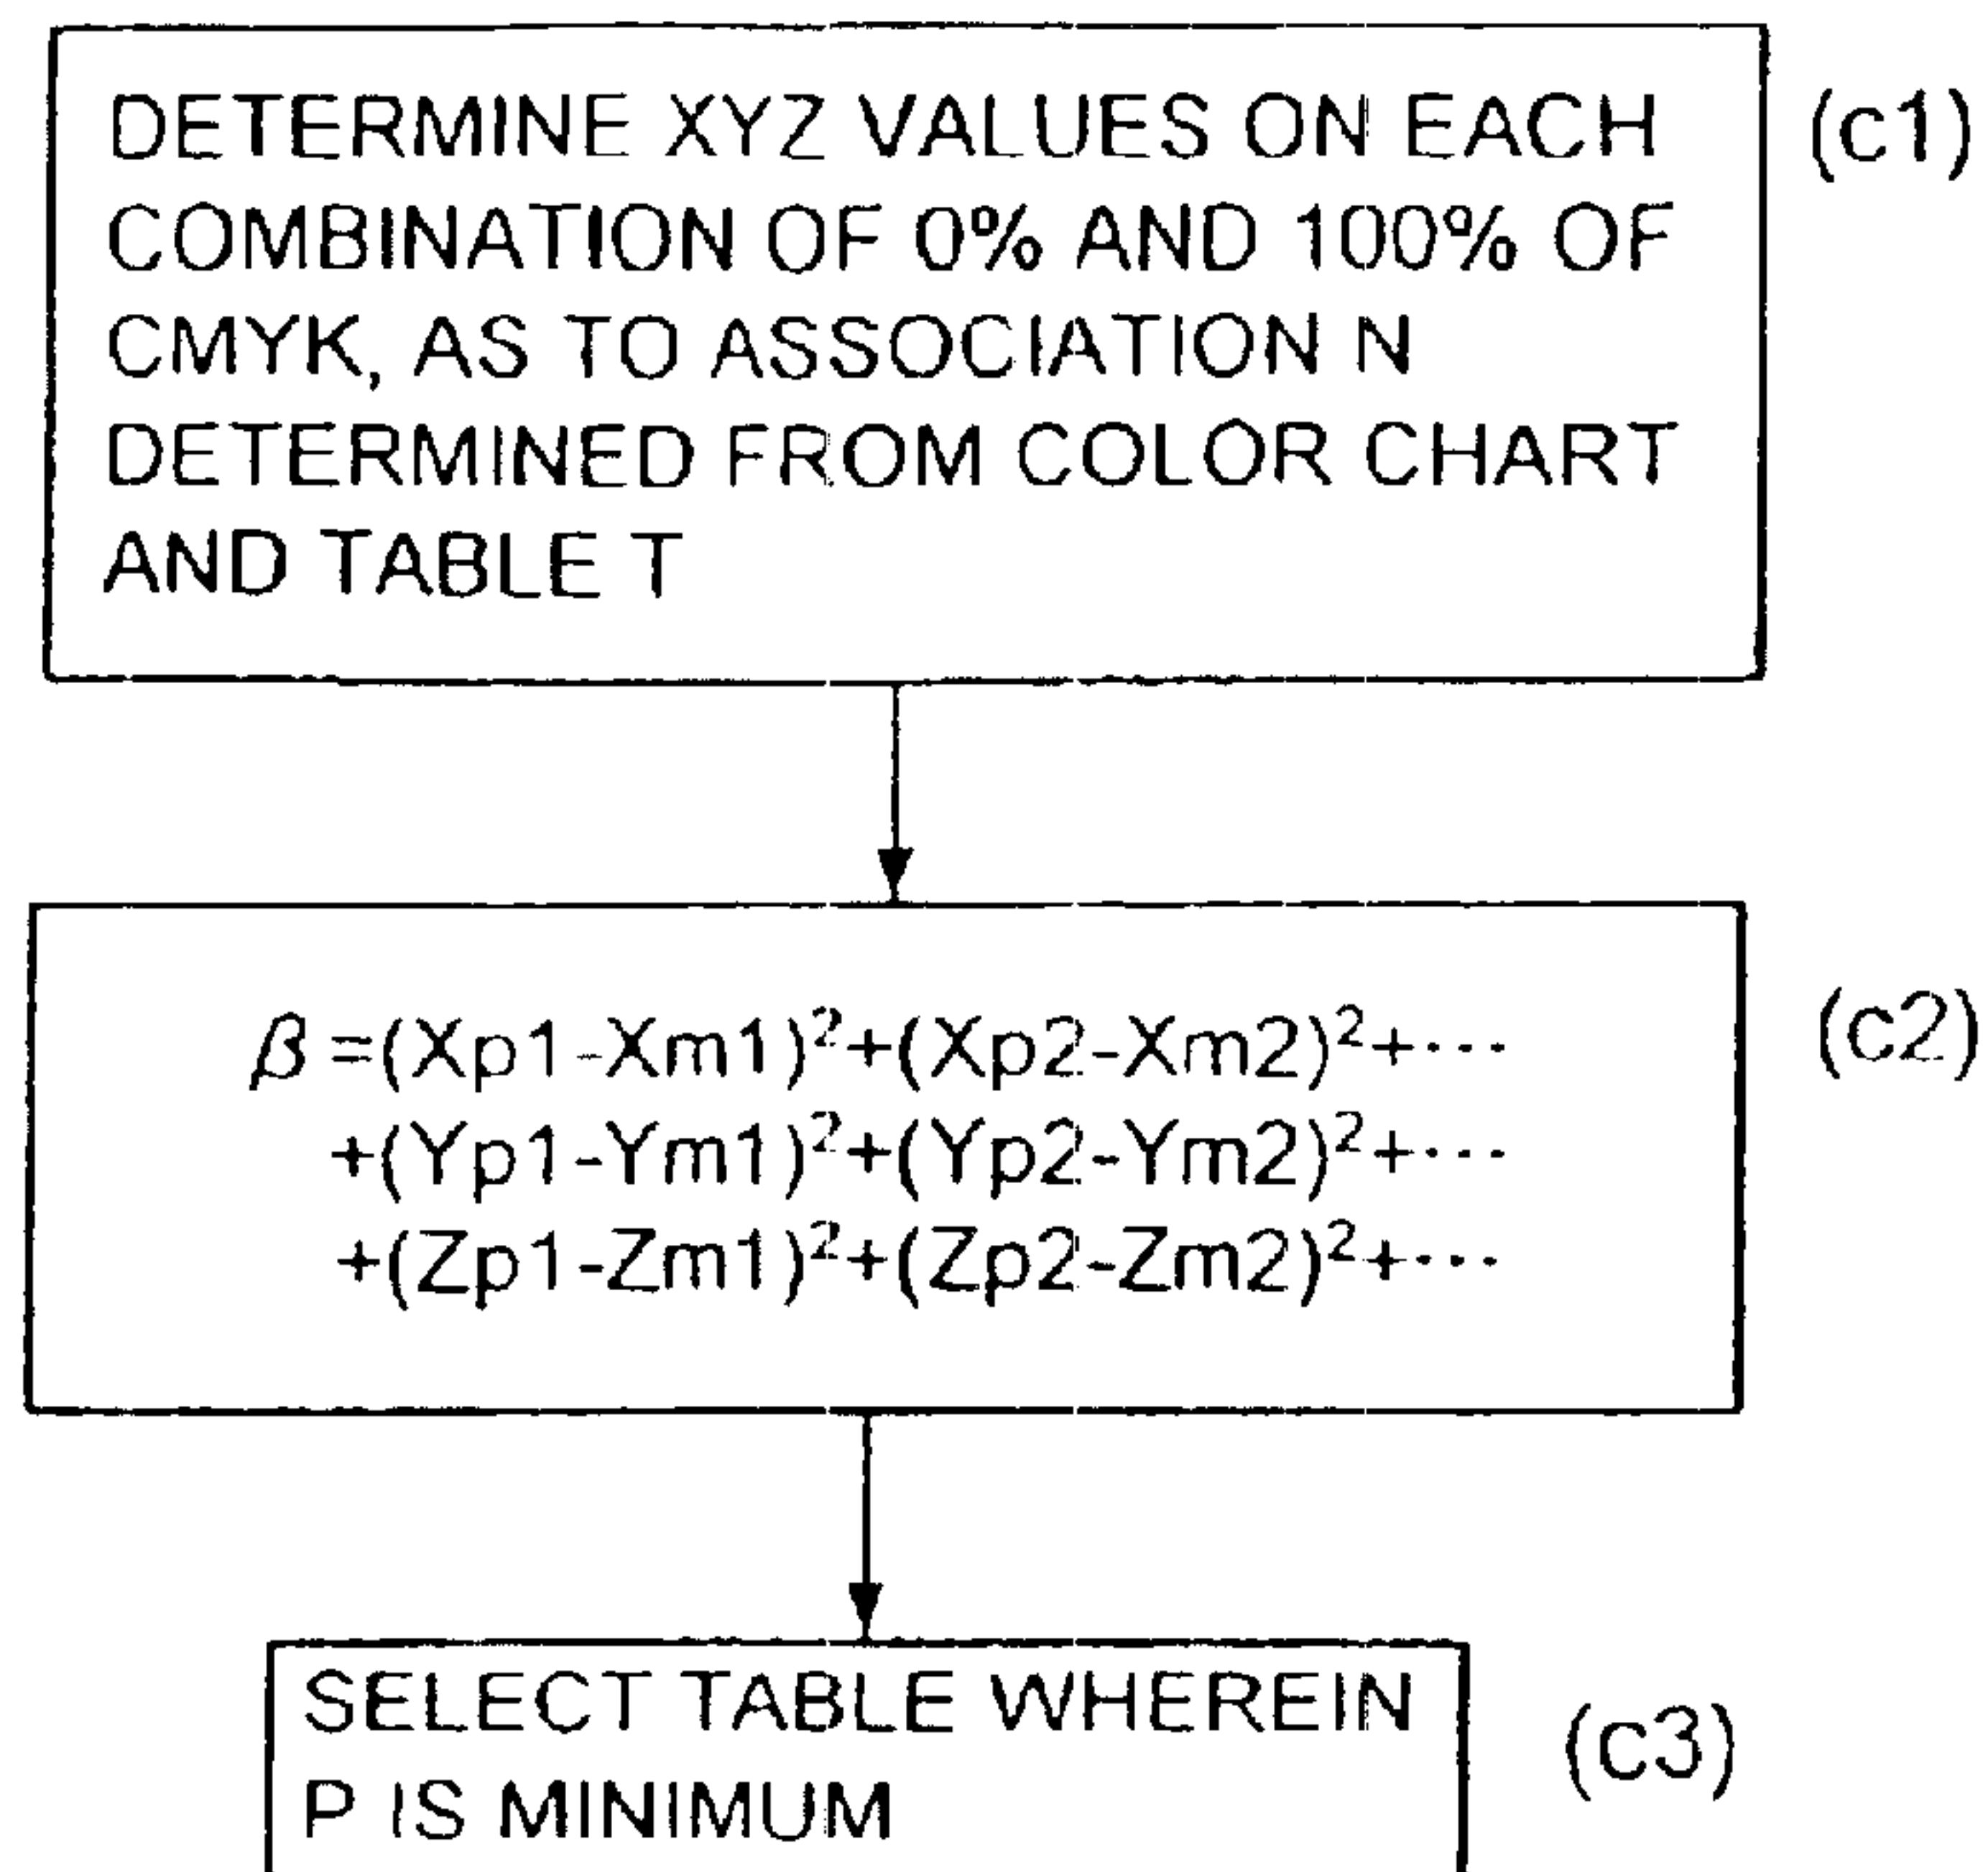 DETERMINE XYZ VALUES ON EACH (c1)
COMBINATION OF 0% AND 100% OF
CMYK, AS TO ASSOCIATION N
DETERMINED FROM COLOR CHART
AND TABLE T
β =(Xp1-Xm1)²+(Xp2-Xm2)²+··· (c2)
+(Yp1-Ym1)²+(Yp2-Ym2)²+···
+(Zp1-Zm1)²+(Zp2-Zm2)²+···
SELECT TABLE WHEREIN (c3)
P IS MINIMUM